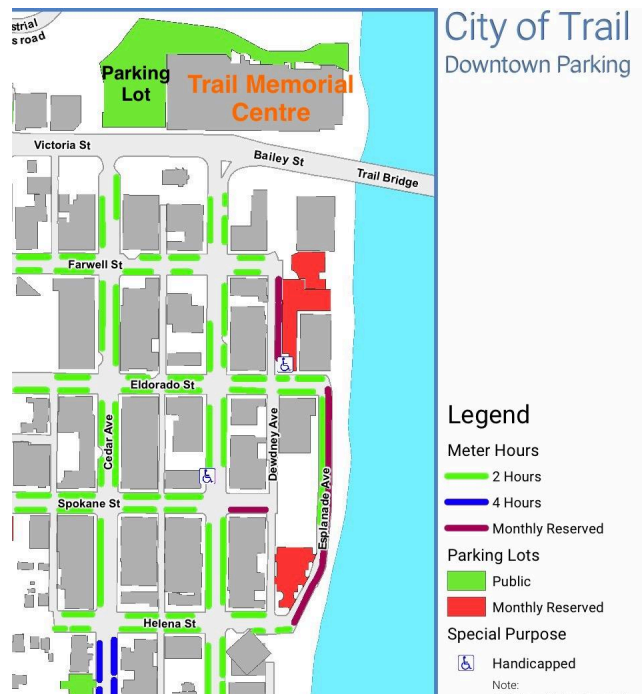 strial
s road
City of Trail
Downtown Parking
Parking
Lot
Trail Memorial
Centre
Victoria St
Bailey St
Trail Bridge
Farwell St
Eldorado St
Cedar Ave
Dewdney Ave
Esplanade Ave
Spokane St
Helena St
Legend
Meter Hours
2 Hours
4 Hours
Monthly Reserved
Parking Lots
Public
Monthly Reserved
Special Purpose
Handicapped
Note: